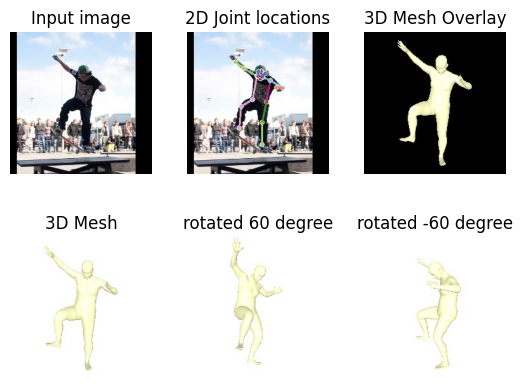 Input image
2D Joint locations
3D Mesh Overlay
3D Mesh
rotated 60 degree
rotated -60 degree